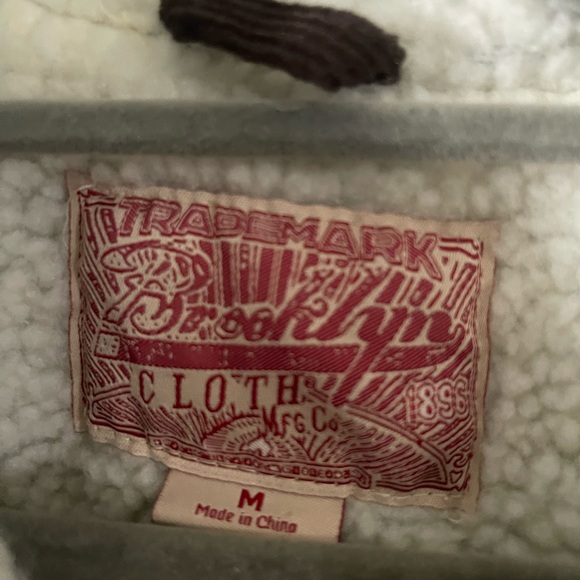 TRADEMARK
Brooklyn
CLOTH
MFG. Co
1896
M
Made in China